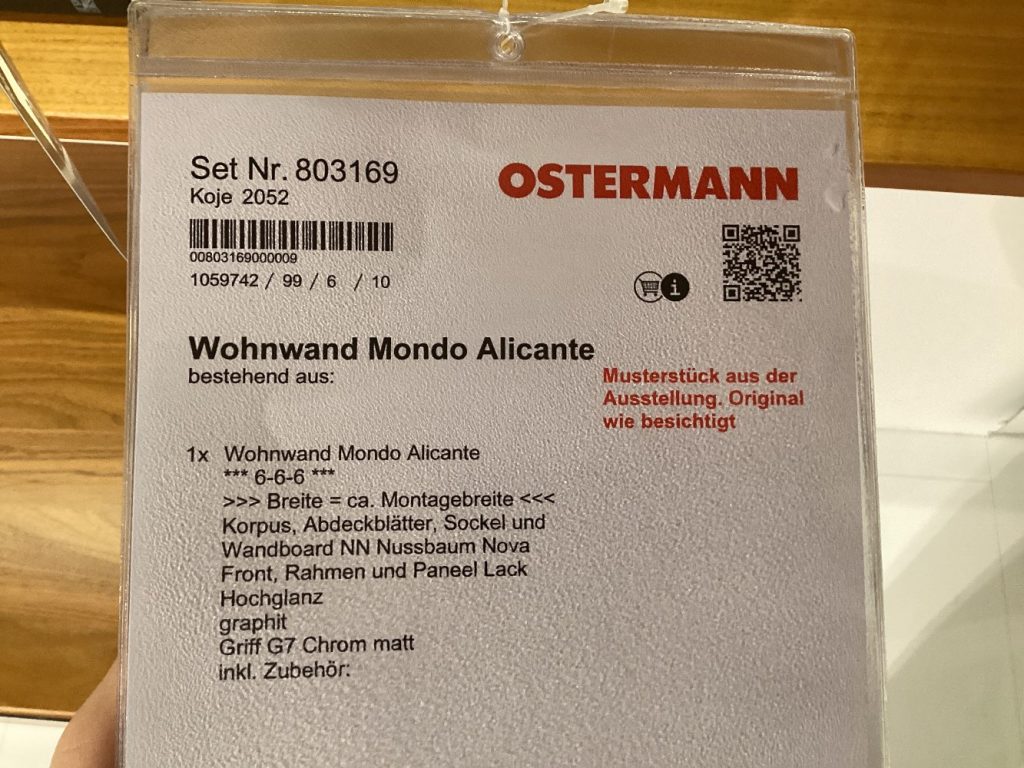 Set Nr. 803169
OSTERMANN
Koje 2052
00803169000009
1059742 / 99 / 6 / 10
i
Wohnwand Mondo Alicante
bestehend aus:
Musterstück aus der
Ausstellung. Original
wie besichtigt
1x Wohnwand Mondo Alicante
*** 6-6-6 ***
>>> Breite = ca. Montagebreite <<<
Korpus, Abdeckblätter, Sockel und
Wandboard NN Nussbaum Nova
Front, Rahmen und Paneel Lack
Hochglanz
graphit
Griff G7 Chrom matt
inkl. Zubehör: